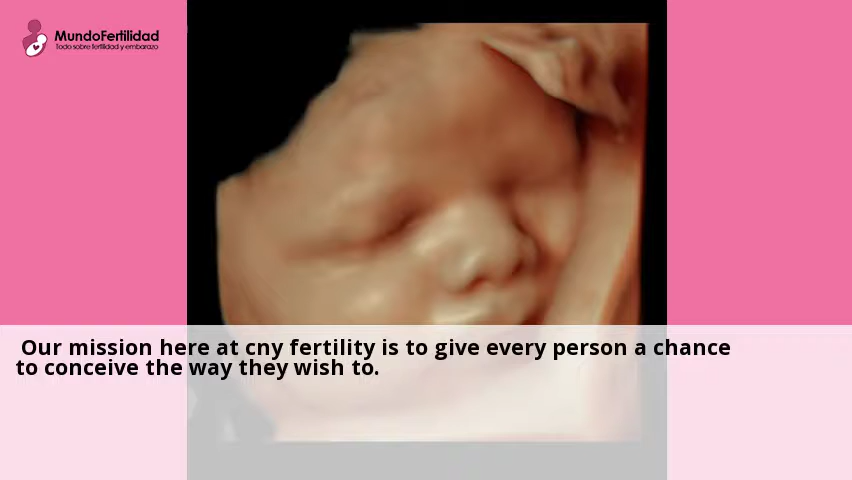 MundoFertilidad
Todo sobre fertilidad y embarazo
Our mission here at cny fertility is to give every person a chance
to conceive the way they wish to.